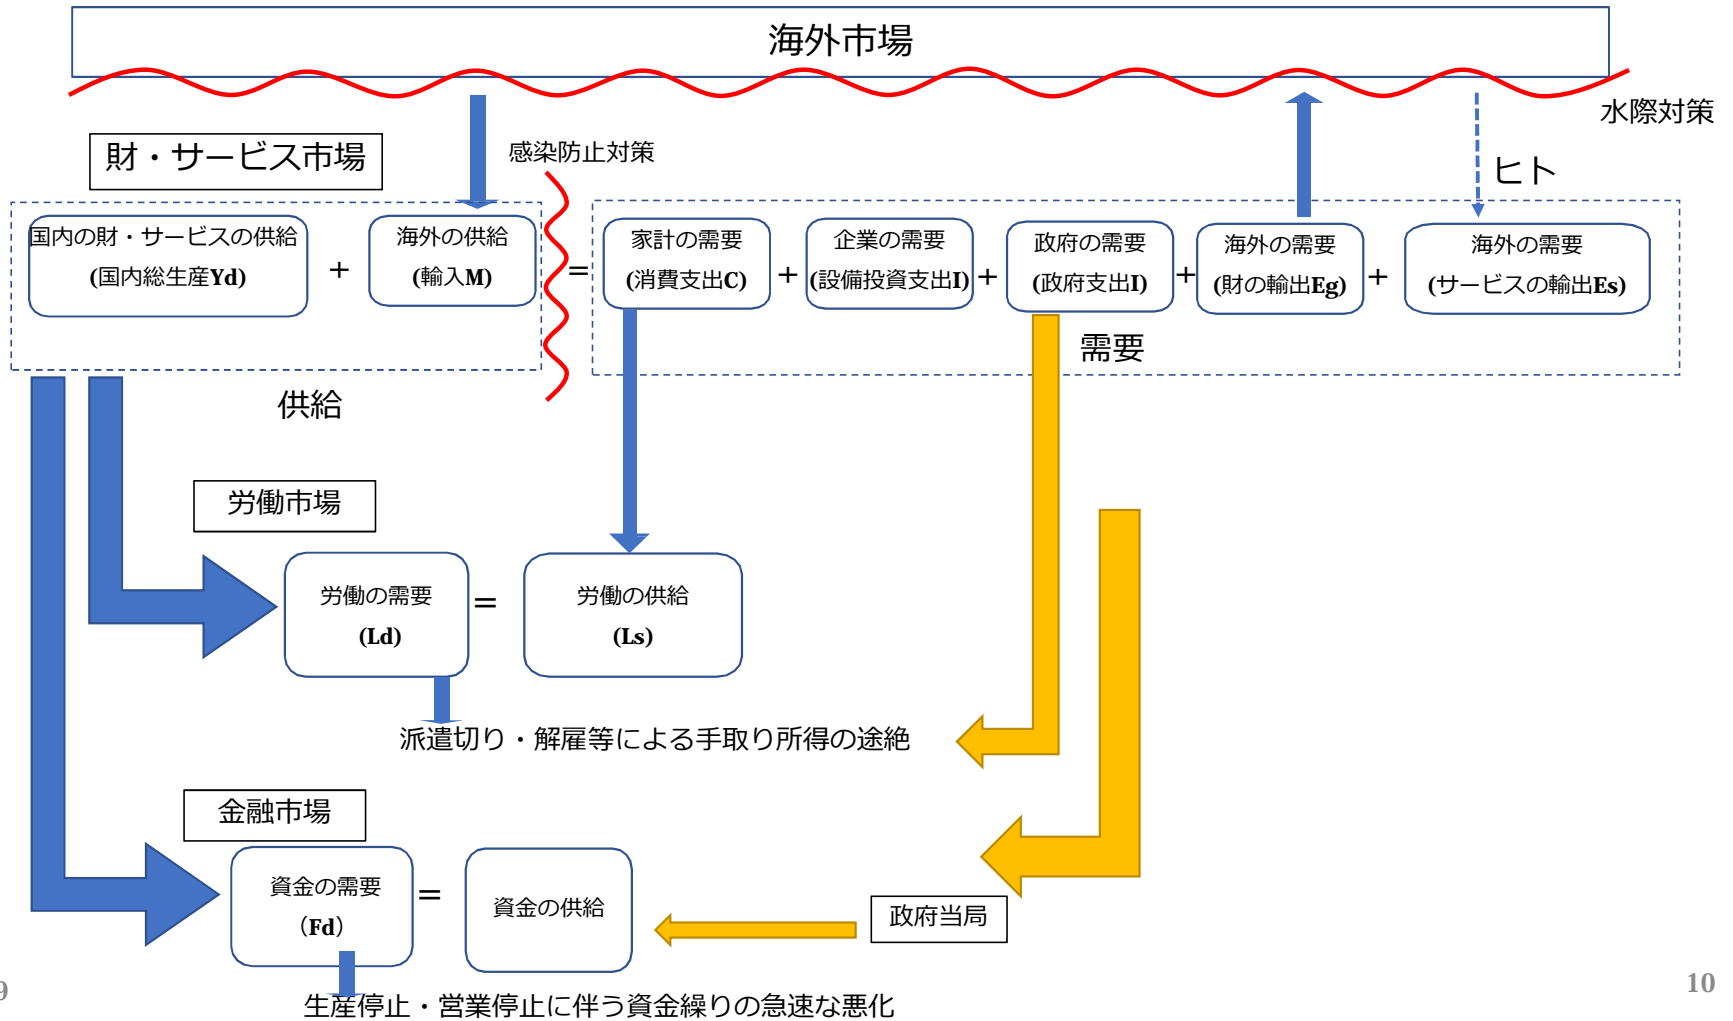 海外市場
水際対策
財・サービス市場
感染防止対策
ヒト
国内の財・サービスの供給
(国内総生産Yd)
+
海外の供給
(輸入M)
=
家計の需要
(消費支出C)
+
企業の需要
(設備投資支出I)
+
政府の需要
(政府支出I)
+
海外の需要
(財の輸出Eg)
+
海外の需要
(サービスの輸出Es)
需要
供給
労働市場
労働の需要
(Ld)
=
労働の供給
(Ls)
派遣切り・解雇等による手取り所得の途絶
金融市場
資金の需要
（Fd）
=
資金の供給
政府当局
生産停止・営業停止に伴う資金繰りの急速な悪化
9
10